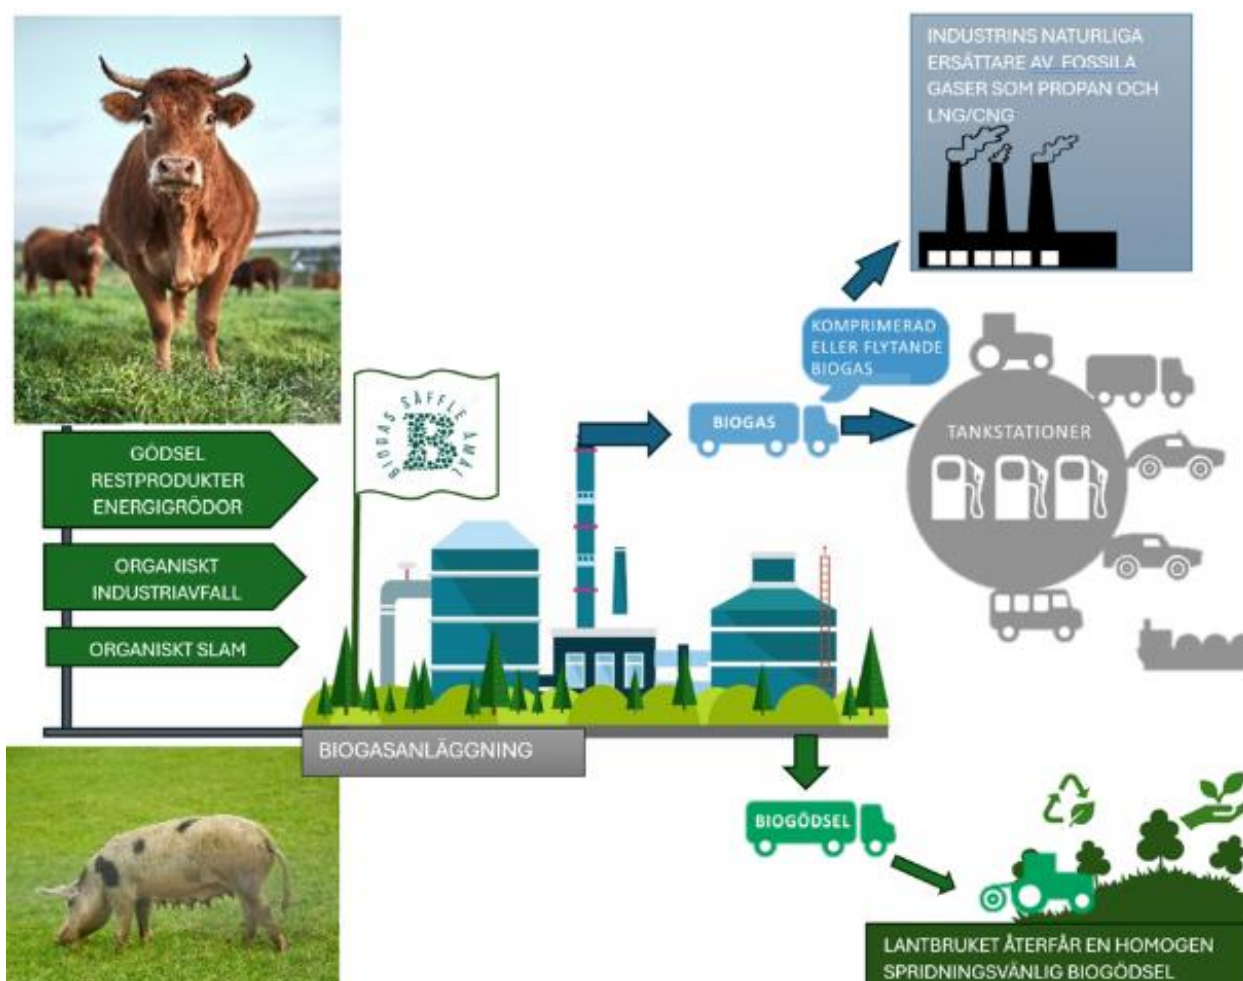 INDUSTRINS NATURLIGA
ERSÄTTARE AV FOSSILA
GASER SOM PROPAN OCH
LNG/CNG
KOMPRIMERAD
ELLER FLYTANDE
BIOGAS
BIOGAS
TANKSTATIONER
BIOGAS SÄFFLE ÅMÅL
B
GÖDSEL
RESTPRODUKTER
ENERGIGRÖDOR
ORGANISKT
INDUSTRIAVFALL
ORGANISKT SLAM
BIOGASANLÄGGNING
BIOGÖDSEL
LANTBRUKET ÅTERFÅR EN HOMOGEN
SPRIDNINGSVÄNLIG BIOGÖDSEL